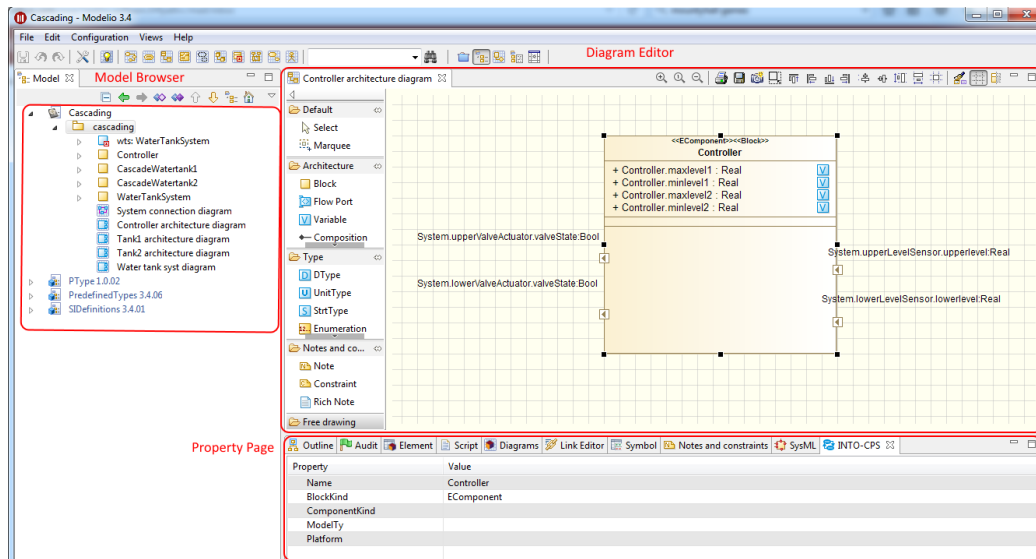 Cascading - Modelio 3.4
File Edit Configuration Views Help
Diagram Editor
Model
Model Browser
Controller architecture diagram
Cascading
cascading
wts: WaterTankSystem
Controller
CascadeWatertank1
CascadeWatertank2
WaterTankSystem
System connection diagram
Controller architecture diagram
Tank1 architecture diagram
Tank2 architecture diagram
Water tank syst diagram
PType 1.0.02
PredefinedTypes 3.4.06
SIDefinitions 3.4.01
Default
Select
Marquee
Architecture
Block
Flow Port
Variable
Composition
Type
DType
UnitType
StrtType
Enumeration
Notes and co...
Note
Constraint
Rich Note
Free drawing
<<EComponent>><<Block>>
Controller
+ Controller.maxlevel1 : Real
+ Controller.minlevel1 : Real
+ Controller.maxlevel2 : Real
+ Controller.minlevel2 : Real
System.upperValveActuator.valveState:Bool
System.upperLevelSensor.upperlevel:Real
System.lowerValveActuator.valveState:Bool
System.lowerLevelSensor.lowerlevel:Real
Property Page
Outline Audit Element Script Diagrams Link Editor Symbol Notes and constraints SysML INTO-CPS
Property Value
Name Controller
BlockKind EComponent
ComponentKind
ModelTy
Platform